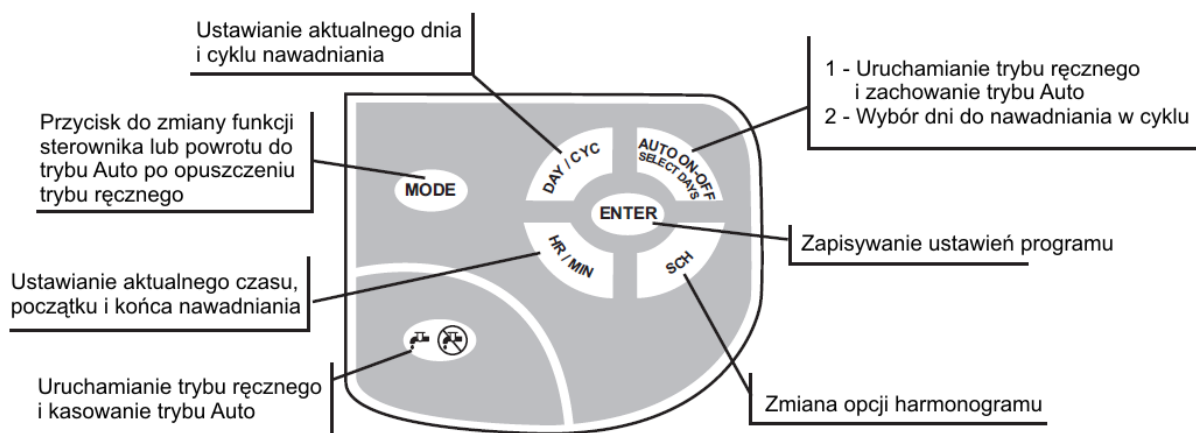 Ustawianie aktualnego dnia
i cyklu nawadniania
1 - Uruchamianie trybu ręcznego
i zachowanie trybu Auto
2 - Wybór dni do nawadniania w cyklu
Przycisk do zmiany funkcji
sterownika lub powrotu do
trybu Auto po opuszczeniu
trybu ręcznego
MODE
DAY / CYC
AUTO ON-OFF
SELECT DAYS
ENTER
HR / MIN
SCH
Zapisywanie ustawień programu
Ustawianie aktualnego czasu,
początku i końca nawadniania
Uruchamianie trybu ręcznego
i kasowanie trybu Auto
Zmiana opcji harmonogramu